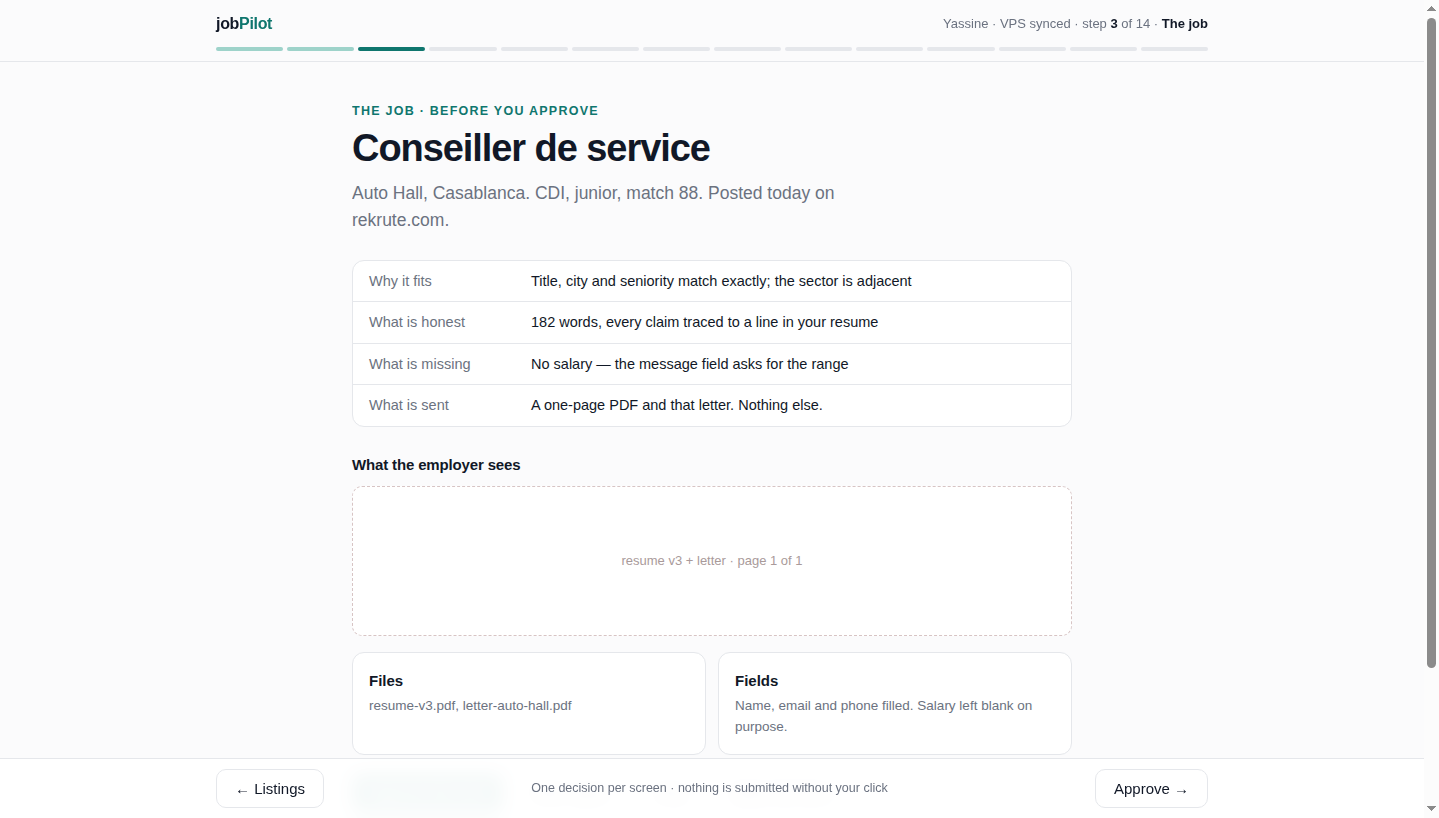 jobPilot
Yassine · VPS synced · step 3 of 14 · The job
THE JOB · BEFORE YOU APPROVE
Conseiller de service
Auto Hall, Casablanca. CDI, junior, match 88. Posted today on
rekrute.com.
Why it fits
Title, city and seniority match exactly; the sector is adjacent
What is honest
182 words, every claim traced to a line in your resume
What is missing
No salary — the message field asks for the range
What is sent
A one-page PDF and that letter. Nothing else.
What the employer sees
resume v3 + letter · page 1 of 1
Files
resume-v3.pdf, letter-auto-hall.pdf
Fields
Name, email and phone filled. Salary left blank on
purpose.
← Listings
One decision per screen · nothing is submitted without your click
Approve →